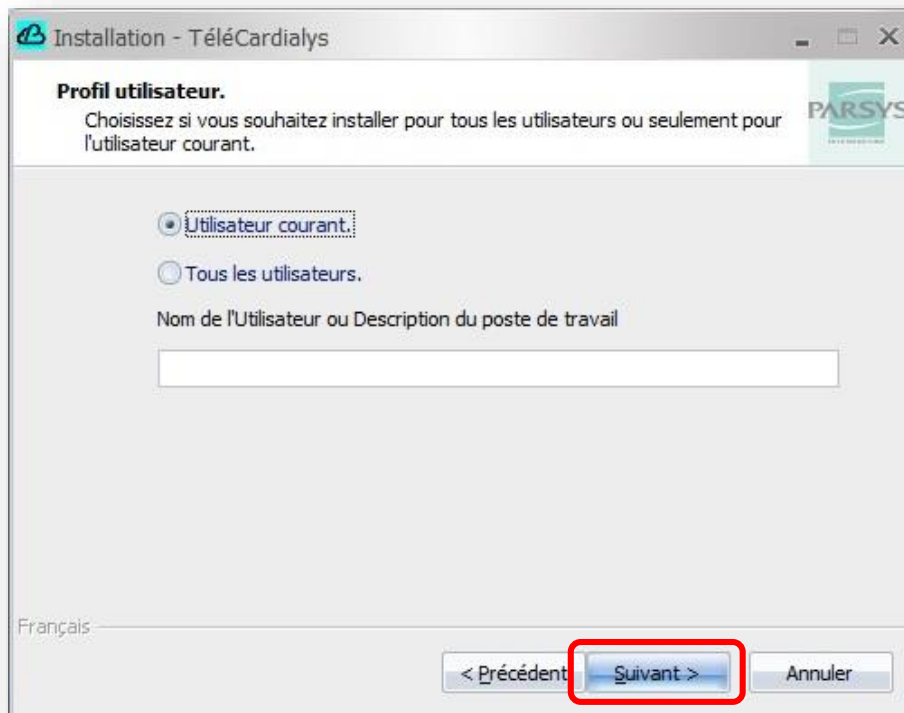 Installation - TéléCardialys
Profil utilisateur.
Choisissez si vous souhaitez installer pour tous les utilisateurs ou seulement pour
l'utilisateur courant.
PARSYS
Utilisateur courant.
Tous les utilisateurs.
Nom de l'Utilisateur ou Description du poste de travail
Français
< Précédent
Suivant >
Annuler